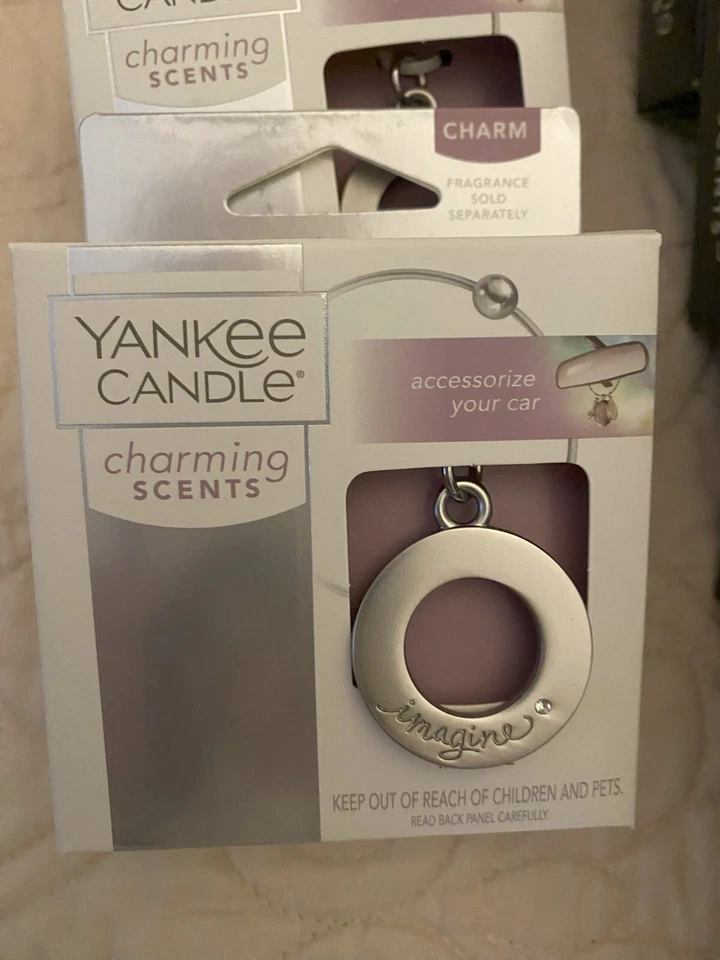 charming
SCENTS
CHARM
FRAGRANCE
SOLD
SEPARATELY
YANKEE
CANDLE®
accessorize
your car
charming
SCENTS
imagine
KEEP OUT OF REACH OF CHILDREN AND PETS.
READ BACK PANEL CAREFULLY.